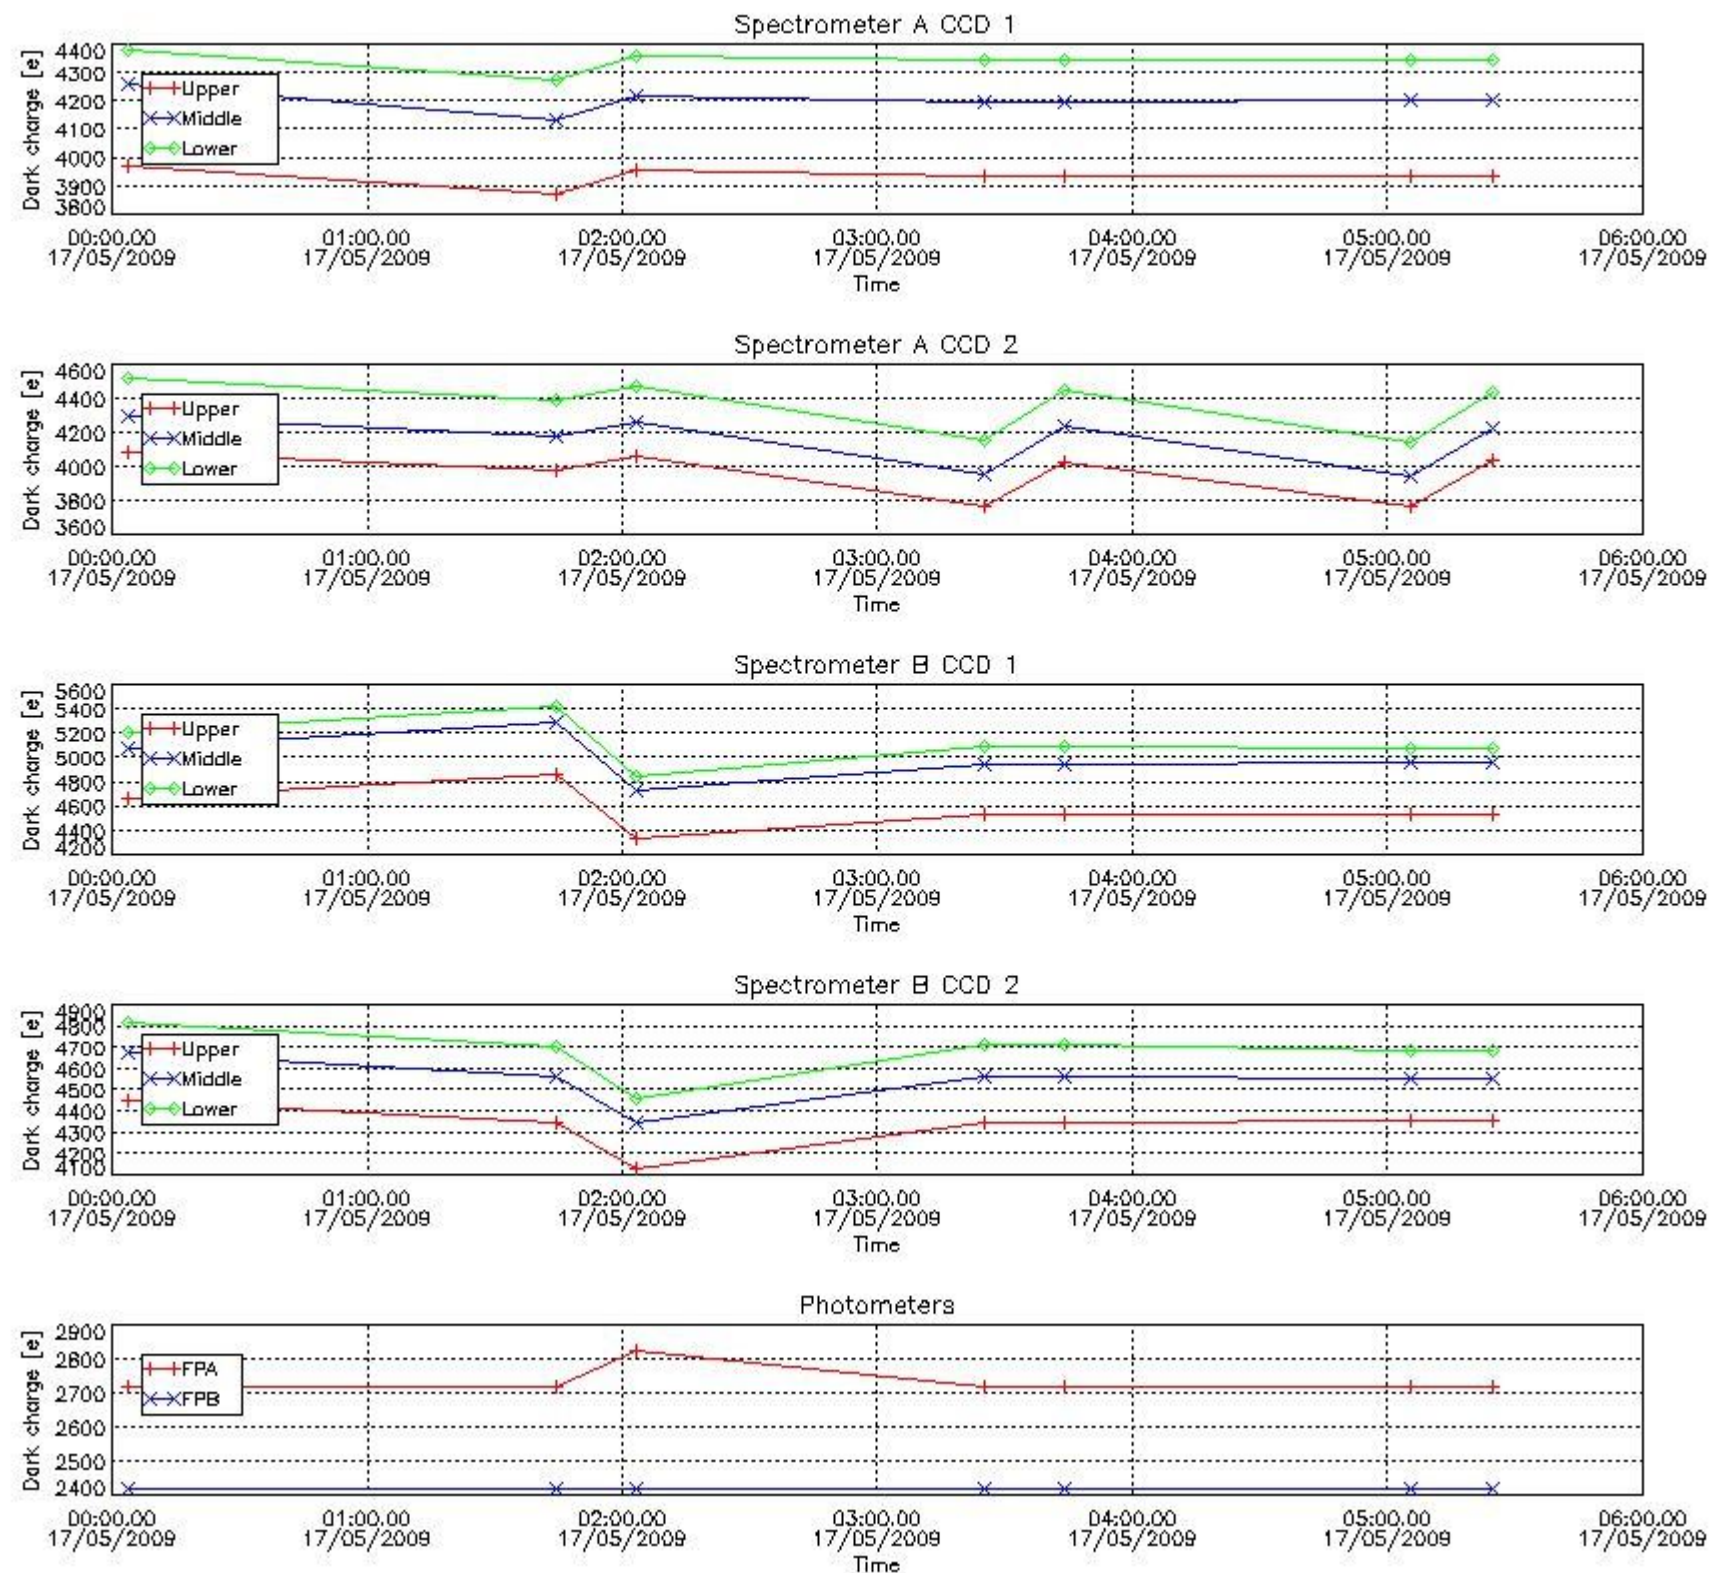 Spectrometer A CCD 1
Dark charge [e]
4400
4300
4200
4100
4000
3900
3800
Upper
Middle
Lower
00:00.00 01:00.00 02:00.00 03:00.00 04:00.00 05:00.00 06:00.00
17/05/2009 17/05/2009 17/05/2009 17/05/2009 17/05/2009 17/05/2009 17/05/2009
Time
Spectrometer A CCD 2
Dark charge [e]
4600
4400
4200
4000
3800
3600
Upper
Middle
Lower
00:00.00 01:00.00 02:00.00 03:00.00 04:00.00 05:00.00 06:00.00
17/05/2009 17/05/2009 17/05/2009 17/05/2009 17/05/2009 17/05/2009 17/05/2009
Time
Spectrometer B CCD 1
Dark charge [e]
5600
5400
5200
5000
4800
4600
4400
4200
Upper
Middle
Lower
00:00.00 01:00.00 02:00.00 03:00.00 04:00.00 05:00.00 06:00.00
17/05/2009 17/05/2009 17/05/2009 17/05/2009 17/05/2009 17/05/2009 17/05/2009
Time
Spectrometer B CCD 2
Dark charge [e]
4900
4800
4700
4600
4500
4400
4300
4200
4100
Upper
Middle
Lower
00:00.00 01:00.00 02:00.00 03:00.00 04:00.00 05:00.00 06:00.00
17/05/2009 17/05/2009 17/05/2009 17/05/2009 17/05/2009 17/05/2009 17/05/2009
Time
Photometers
Dark charge [e]
2900
2800
2700
2600
2500
2400
FPA
FPB
00:00.00 01:00.00 02:00.00 03:00.00 04:00.00 05:00.00 06:00.00
17/05/2009 17/05/2009 17/05/2009 17/05/2009 17/05/2009 17/05/2009 17/05/2009
Time